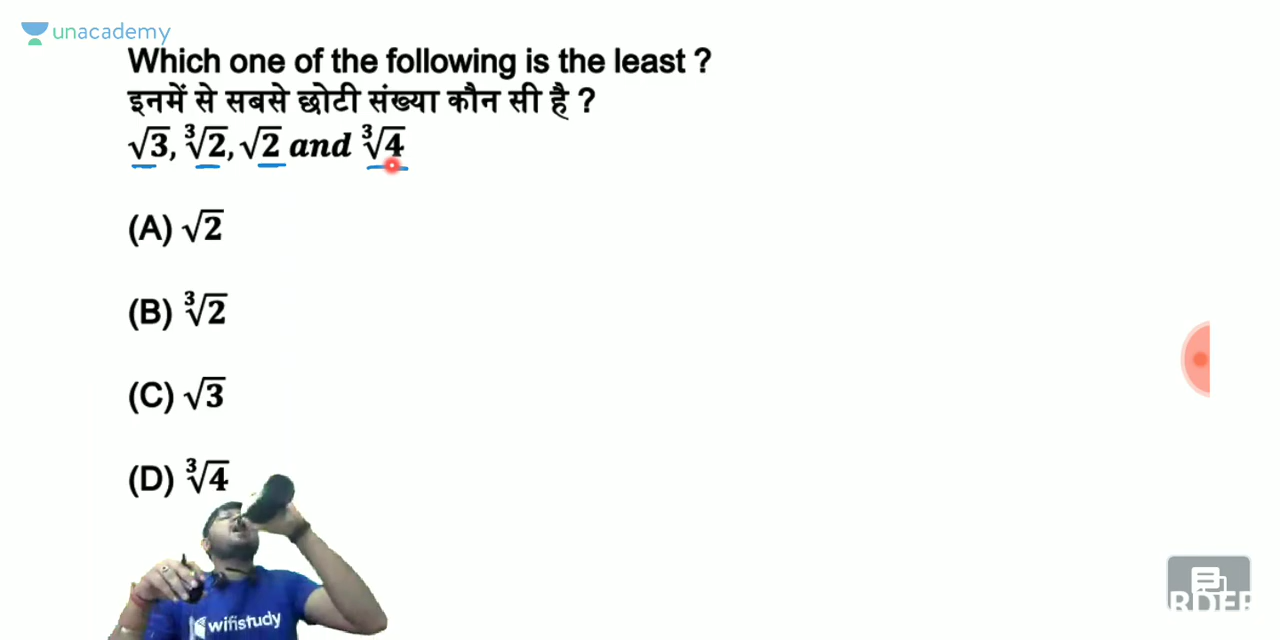 unacademy
Which one of the following is the least ?
इनमें से सबसे छोटी संख्या कौन सी है ?
√3, ∛2, √2 and ∛4
(A) √2
(B) ∛2
(C) √3
(D) ∛4
wifistudy